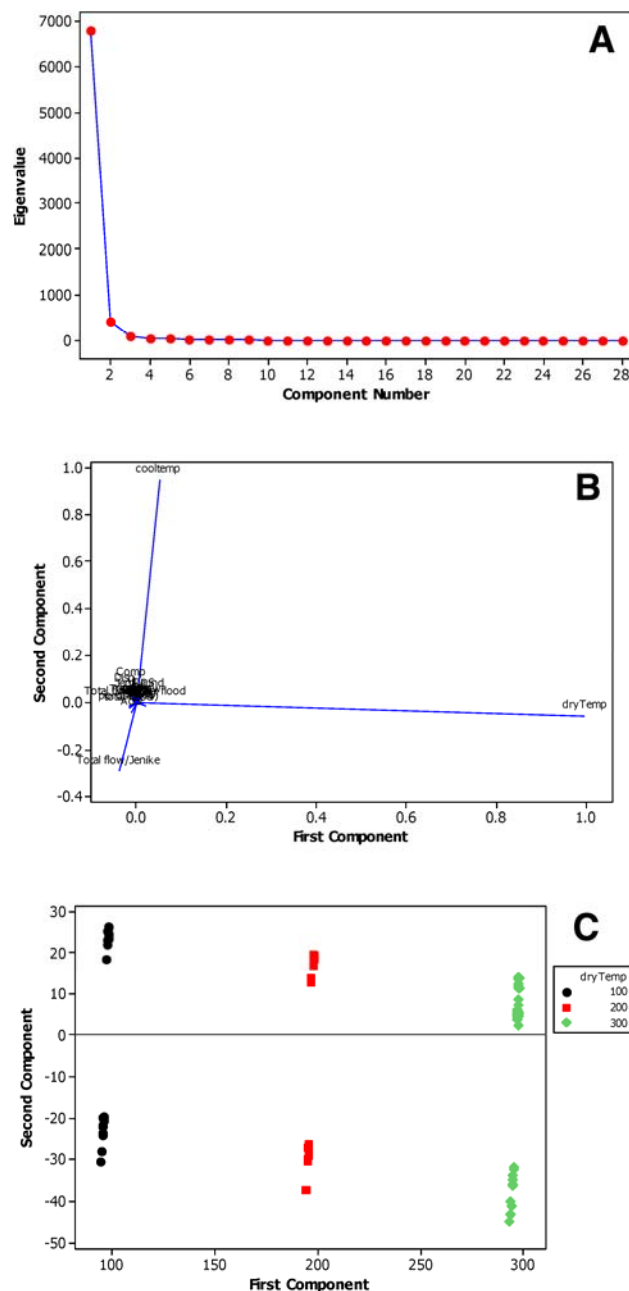 A
7000
6000
5000
4000
3000
2000
1000
0
Eigenvalue
2 4 6 8 10 12 14 16 18 20 22 24 26 28
Component Number
B
1.0
0.8
0.6
0.4
0.2
0.0
-0.2
-0.4
Second Component
cooltemp
Comp
dryTemp
Total flow/Jenike
0.0 0.2 0.4 0.6 0.8 1.0
First Component
C
30
20
10
0
-10
-20
-30
-40
-50
Second Component
100 150 200 250 300
First Component
dryTemp
100
200
300